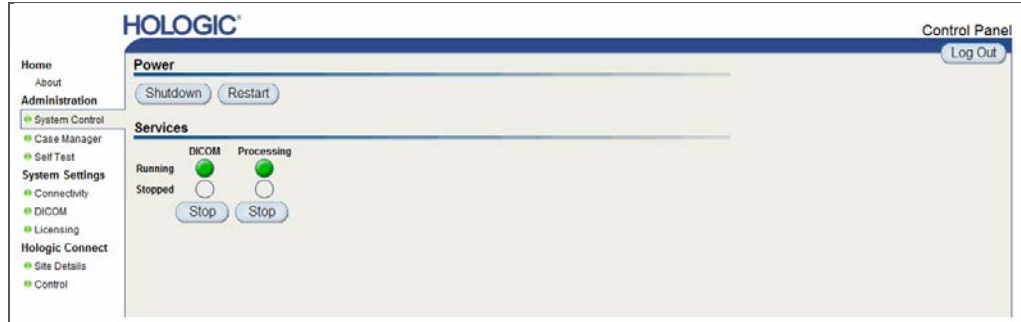 HOLOGIC®
Control Panel
Log Out
Home
About
Administration
System Control
Case Manager
Self Test
System Settings
Connectivity
DICOM
Licensing
Hologic Connect
Site Details
Control
Power
Shutdown Restart
Services
DICOM Processing
Running
Stopped
Stop Stop